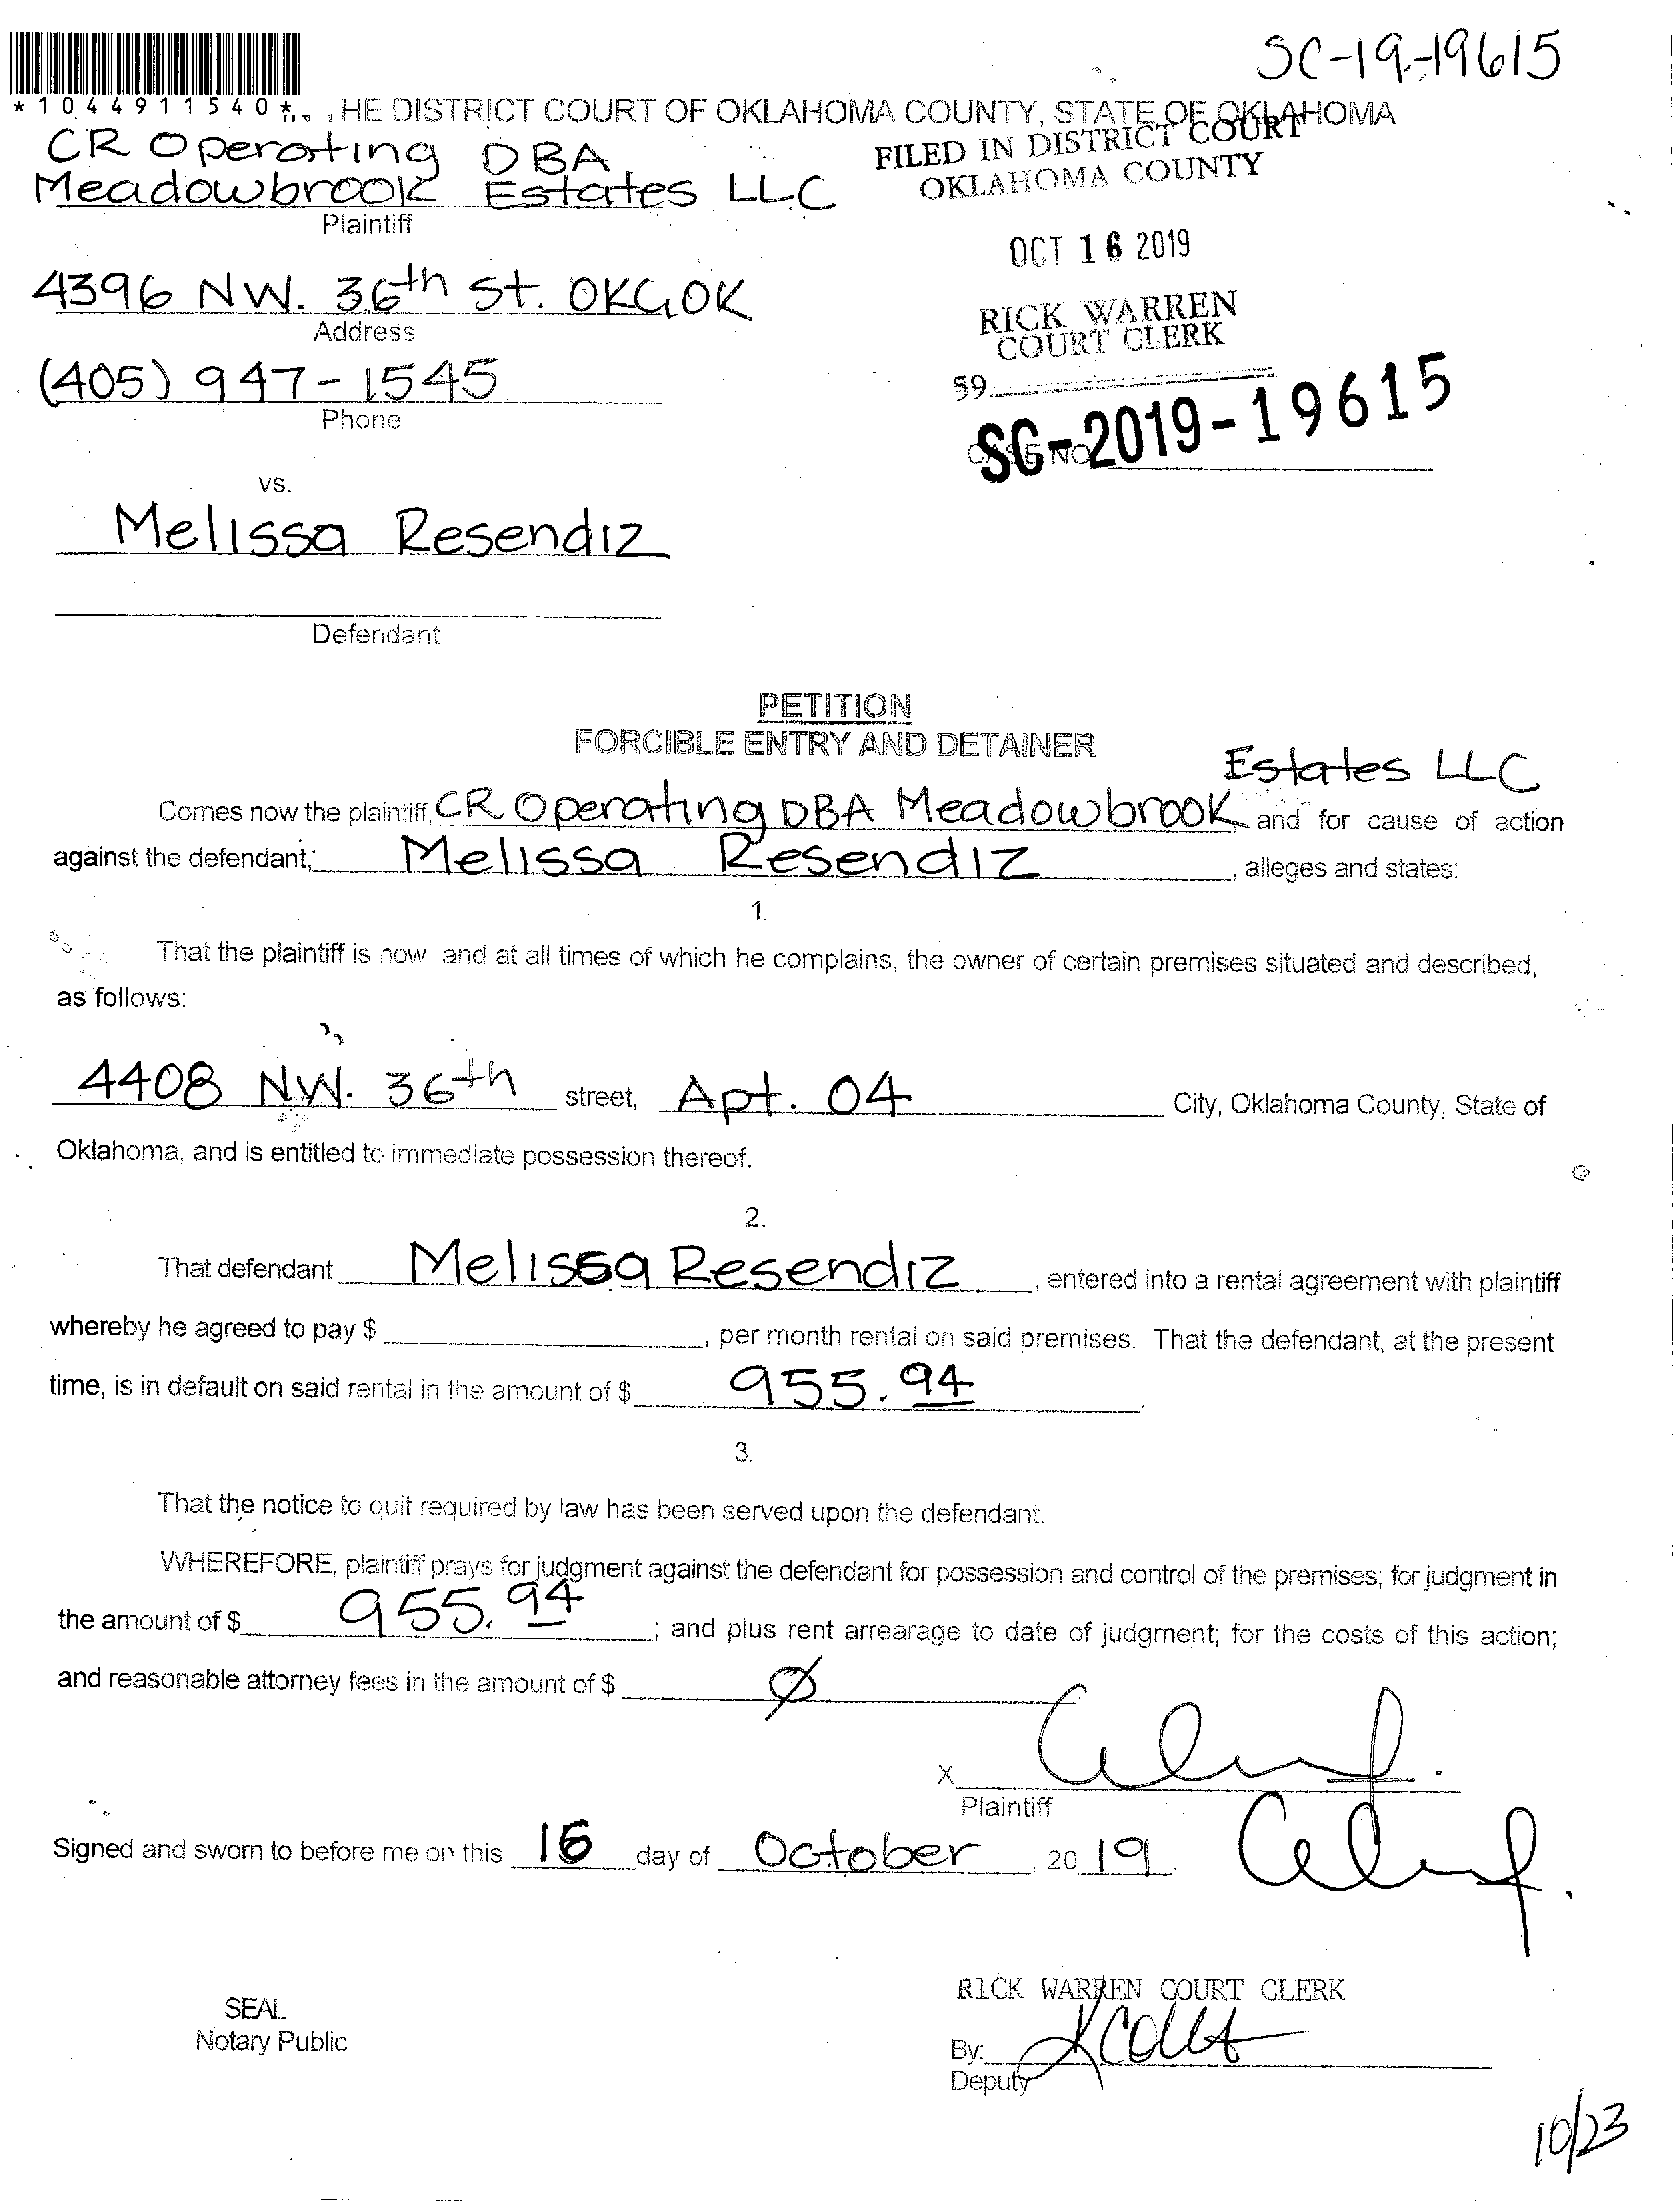 SC-19-19615
*1044911540*
HE DISTRICT COURT OF OKLAHOMA COUNTY, STATE OF OKLAHOMA
CR Operating DBA
Meadowbrook Estates LLC
Plaintiff
FILED IN DISTRICT COURT
OKLAHOMA COUNTY
OCT 16 2019
4396 NW. 36th St. OKC, OK
Address
RICK WARREN
COURT CLERK
(405) 947-1545
Phone
59
SC-2019-19615
CASE NO
vs.
Melissa Resendiz
Defendant
PETITION
FORCIBLE ENTRY AND DETAINER
Estates LLC
Comes now the plaintiff, CR Operating DBA Meadowbrook and for cause of action
against the defendant, Melissa Resendiz, alleges and states:
1.
That the plaintiff is now and at all times of which he complains, the owner of certain premises situated and described,
as follows:
4408 NW. 36th street, Apt. 04 City, Oklahoma County, State of
Oklahoma, and is entitled to immediate possession thereof.
2.
That defendant Melissa Resendiz, entered into a rental agreement with plaintiff
whereby he agreed to pay $, per month rental on said premises. That the defendant, at the present
time, is in default on said rental in the amount of $ 955.94.
3.
That the notice to quit required by law has been served upon the defendant.
WHEREFORE, plaintiff prays for judgment against the defendant for possession and control of the premises; for judgment in
the amount of $ 955.94; and plus rent arrearage to date of judgment; for the costs of this action;
and reasonable attorney fees in the amount of $ Ø
X
Plaintiff
Signed and sworn to before me on this 16 day of October, 2019.
RICK WARREN COURT CLERK
SEAL
Notary Public
By:
Deputy
10/23